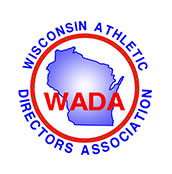 WISCONSIN ATHLETIC
WADA
DIRECTORS ASSOCIATION